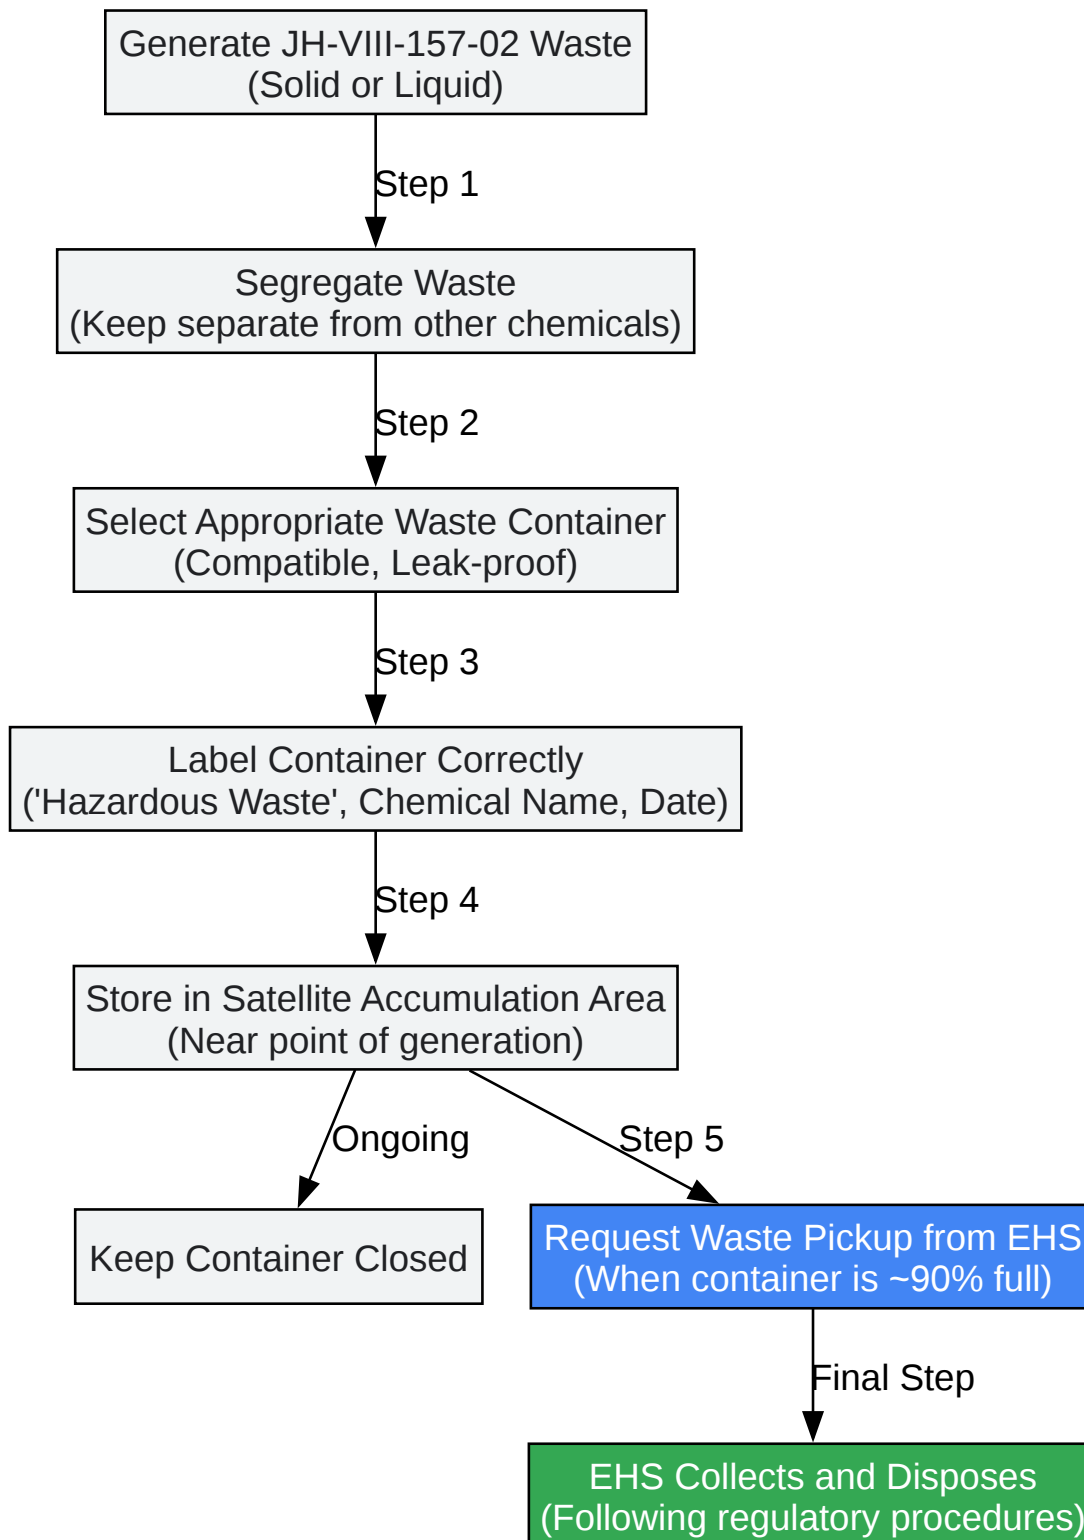 Generate JH-VIII-157-02 Waste
(Solid or Liquid)
Step 1
Segregate Waste
(Keep separate from other chemicals)
Step 2
Select Appropriate Waste Container
(Compatible, Leak-proof)
Step 3
Label Container Correctly
('Hazardous Waste', Chemical Name, Date)
Step 4
Store in Satellite Accumulation Area
(Near point of generation)
Ongoing
Step 5
Keep Container Closed
Request Waste Pickup from EHS
(When container is ~90% full)
Final Step
EHS Collects and Disposes
(Following regulatory procedures)